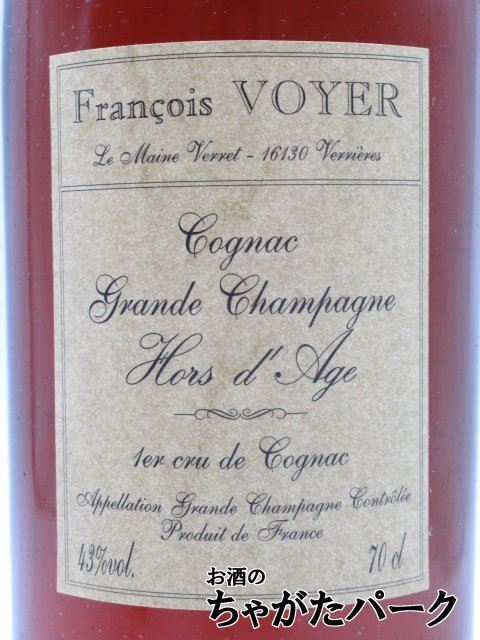 François VOYER
Le Maine Verret - 16130 Verrières
Cognac
Grande Champagne
Hors d'Age
1er cru de Cognac
Appellation Grande Champagne Contrôlée
Produit de France
43%vol. 70 cl
お酒の
ちゃがたパーク